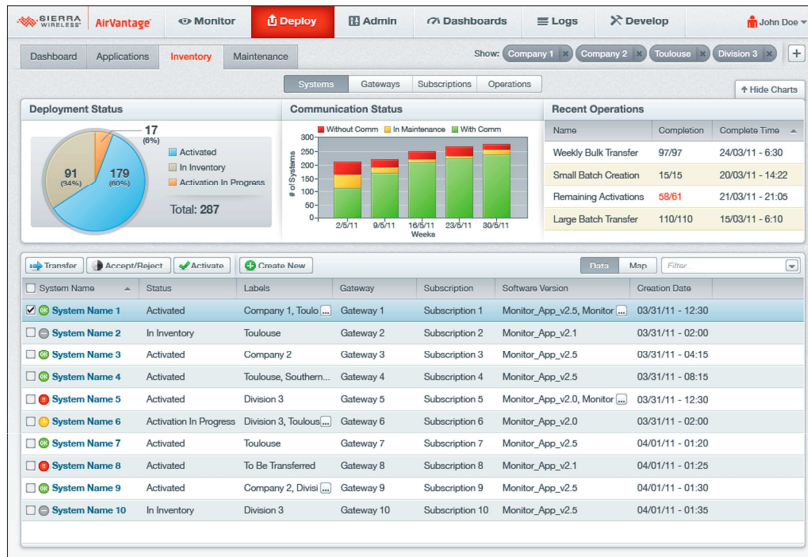 SIERRA WIRELESS AirVantage Monitor Deploy Admin Dashboards Logs Develop John Doe
Dashboard Applications Inventory Maintenance Show: Company 1 x Company 2 x Toulouse x Division 3 x +
Systems Gateways Subscriptions Operations
Hide Charts
Deployment Status
17
(6%)
91
(34%)
179
(60%)
Activated
In Inventory
Activation In Progress
Total: 287
Communication Status
Without Comm In Maintenance With Comm
# of Systems
300
250
200
150
100
50
0
2/5/11 9/5/11 16/5/11 23/5/11 30/5/11
Weeks
Recent Operations
Name Completion Complete Time
Weekly Bulk Transfer 97/97 24/03/11 - 6:30
Small Batch Creation 15/15 20/03/11 - 14:22
Remaining Activations 58/61 21/03/11 - 21:05
Large Batch Transfer 110/110 15/03/11 - 6:10
Transfer Accept/Reject Activate Create New Data Map Filter...
System Name Status Labels Gateway Subscription Software Version Creation Date
OK System Name 1 Activated Company 1, Toulo ... Gateway 1 Subscription 1 Monitor_App_v2.5, Monitor ... 03/31/11 - 12:30
System Name 2 In Inventory Toulouse Gateway 2 Subscription 2 Monitor_App_v2.1 03/31/11 - 02:00
OK System Name 3 Activated Company 2 Gateway 3 Subscription 3 Monitor_App_v2.5 03/31/11 - 04:15
OK System Name 4 Activated Toulouse, Southern... Gateway 4 Subscription 4 Monitor_App_v2.5 03/31/11 - 08:15
System Name 5 Activated Division 3 Gateway 5 Subscription 5 Monitor_App_v2.0, Monitor ... 03/31/11 - 12:30
System Name 6 Activation In Progress Division 3, Toulous ... Gateway 6 Subscription 6 Monitor_App_v2.0 03/31/11 - 02:00
OK System Name 7 Activated Toulouse Gateway 7 Subscription 7 Monitor_App_v2.5 04/01/11 - 01:20
System Name 8 Activated To Be Transferred Gateway 8 Subscription 8 Monitor_App_v2.1 04/01/11 - 01:25
OK System Name 9 Activated Company 2, Divisi ... Gateway 9 Subscription 9 Monitor_App_v2.5 04/01/11 - 01:30
System Name 10 In Inventory Division 3 Gateway 10 Subscription 10 Monitor_App_v2.5 04/01/11 - 01:35